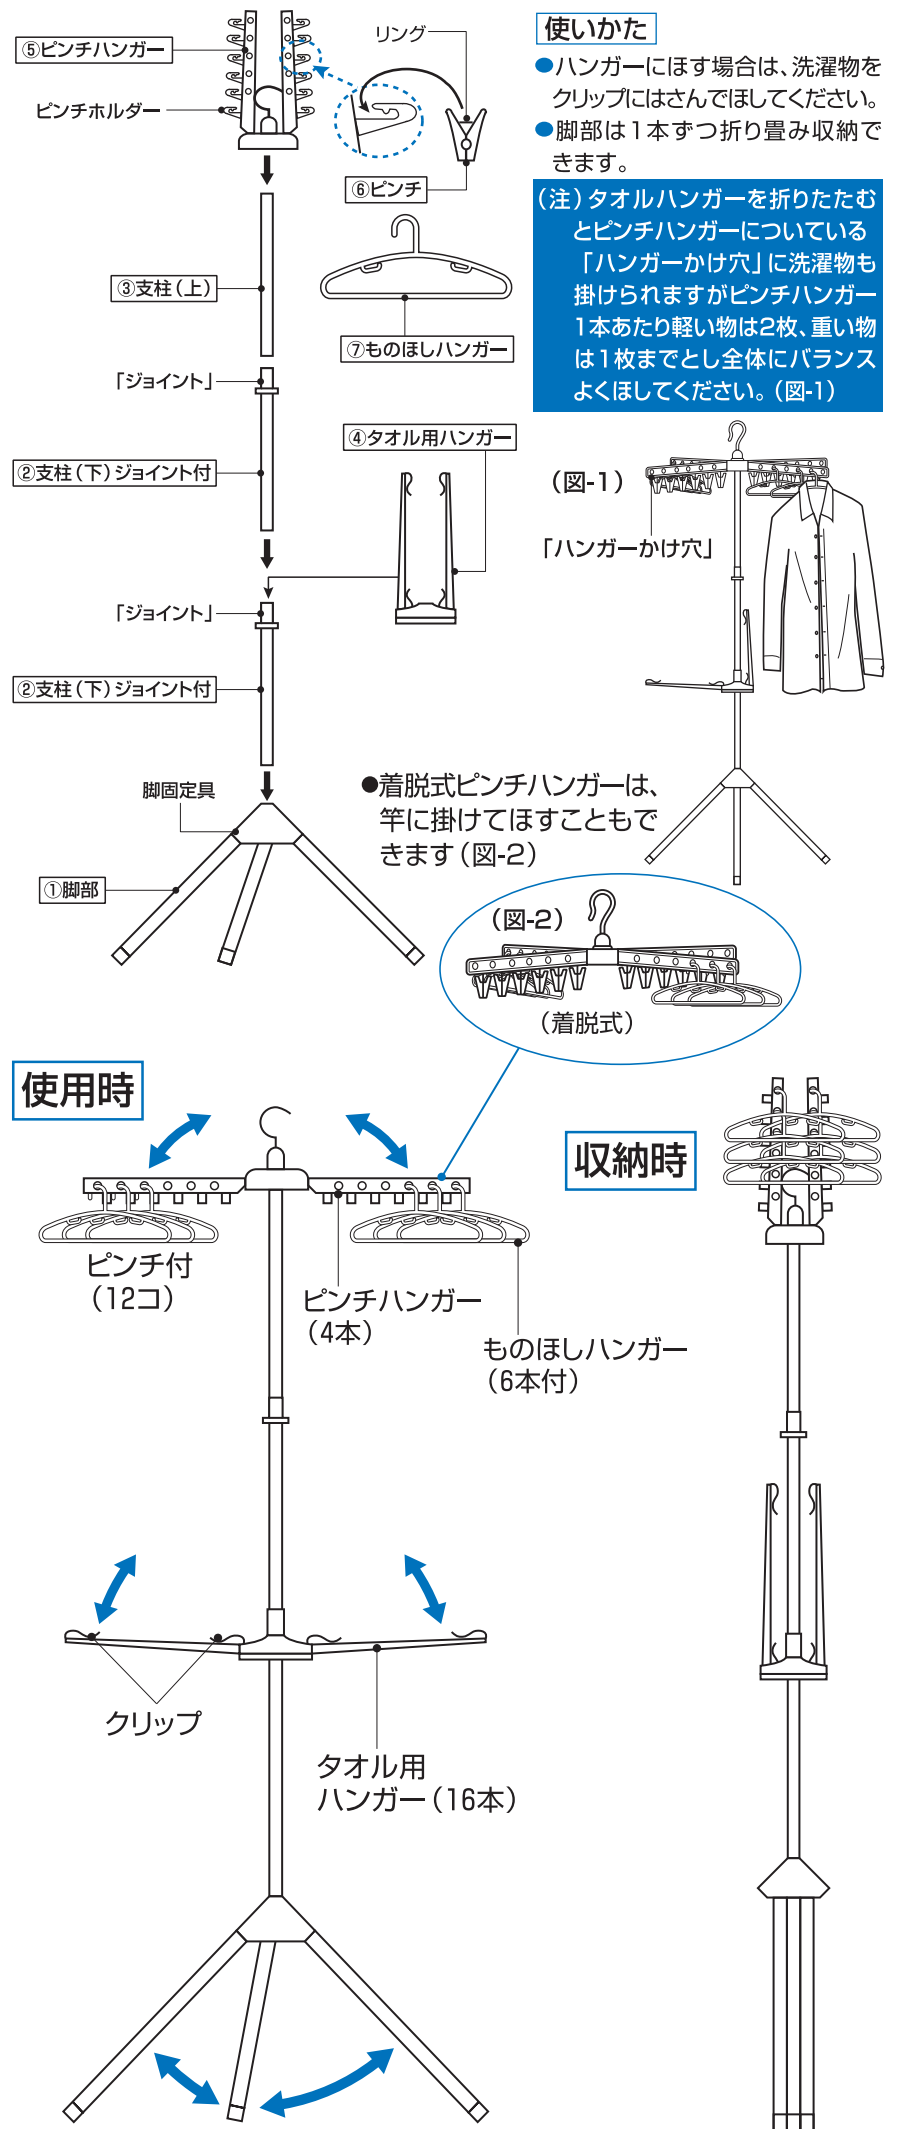 ⑤ピンチハンガー
ピンチホルダー
リング
⑥ピンチ
③支柱（上）
⑦ものほしハンガー
「ジョイント」
④タオル用ハンガー
②支柱（下）ジョイント付
「ジョイント」
②支柱（下）ジョイント付
脚固定具
①脚部
使いかた
●ハンガーにほす場合は、洗濯物を
クリップにはさんでほしてください。
●脚部は1本ずつ折り畳み収納で
きます。
（注）タオルハンガーを折りたたむ
とピンチハンガーについている
「ハンガーかけ穴」に洗濯物も
掛けられますがピンチハンガー
1本あたり軽い物は2枚、重い物
は1枚までとし全体にバランス
よくほしてください。（図-1）
（図-1）
「ハンガーかけ穴」
●着脱式ピンチハンガーは、
竿に掛けてほすこともで
きます（図-2）
（図-2）
（着脱式）
使用時
ピンチ付
（12コ）
ピンチハンガー
（4本）
ものほしハンガー
（6本付）
クリップ
タオル用
ハンガー（16本）
収納時